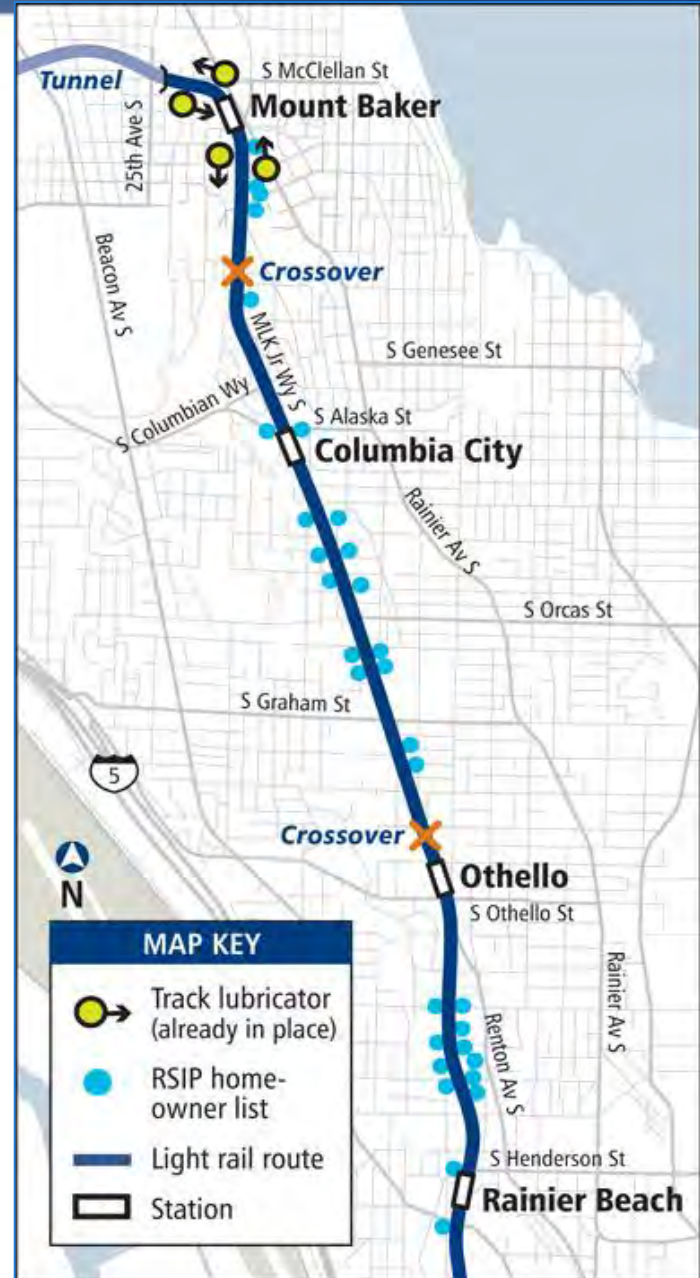 Tunnel
S McClellan St
Mount Baker
25th Ave S
Beacon Av S
Crossover
MLK Jr Wy S
S Genesee St
S Columbian Wy
S Alaska St
Columbia City
Rainier Av S
S Orcas St
S Graham St
5
Crossover
N
Othello
S Othello St
MAP KEY
Track lubricator
(already in place)
RSIP home-
owner list
Light rail route
Station
Rainier Av S
Renton Av S
S Henderson St
Rainier Beach